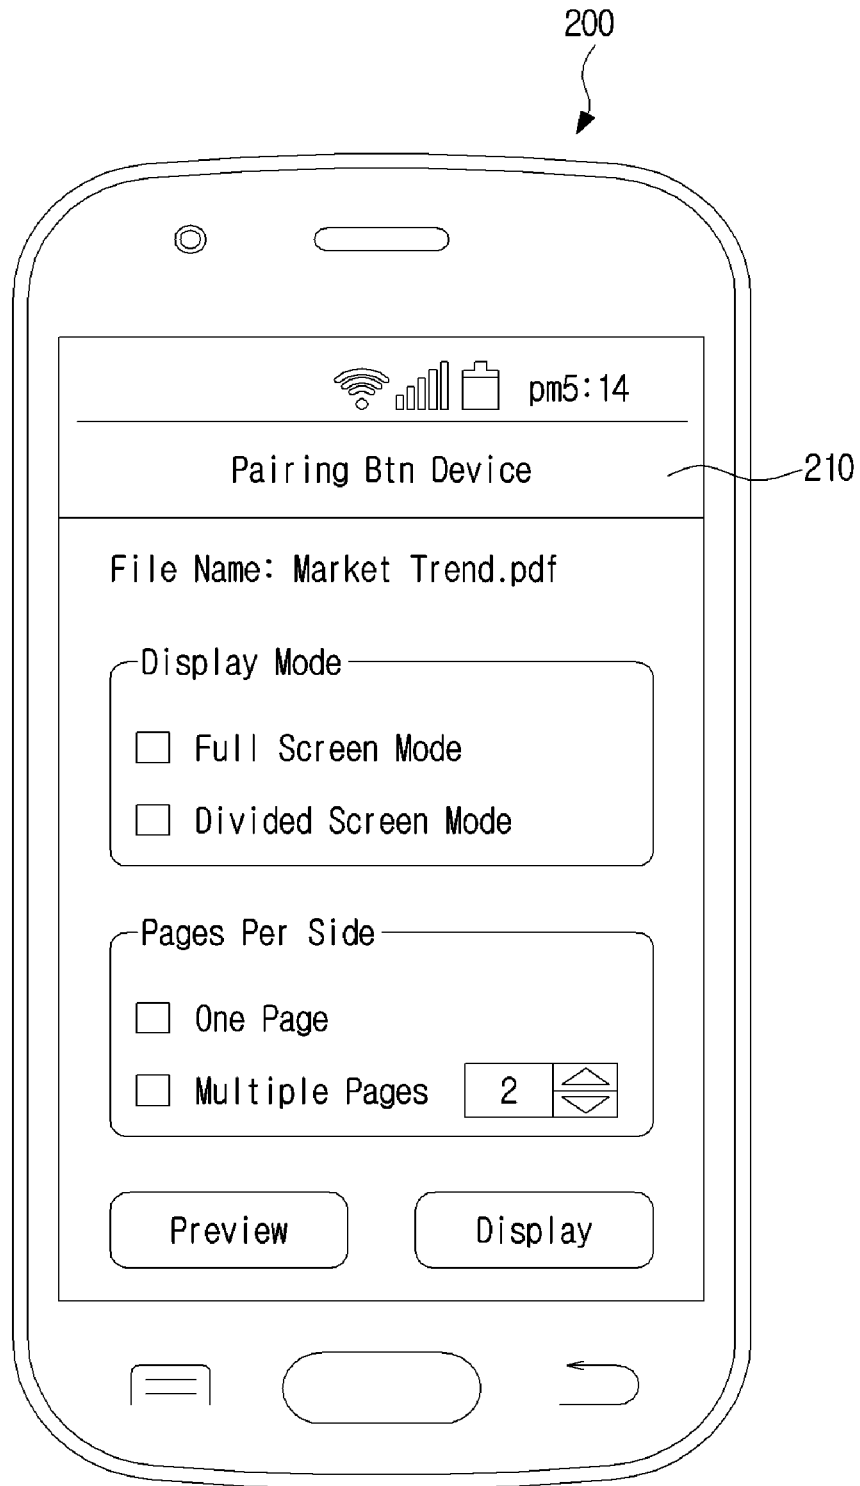 200
pm5:14
Pairing Btn Device
210
File Name: Market Trend.pdf
Display Mode
Full Screen Mode
Divided Screen Mode
Pages Per Side
One Page
Multiple Pages 2
Preview Display